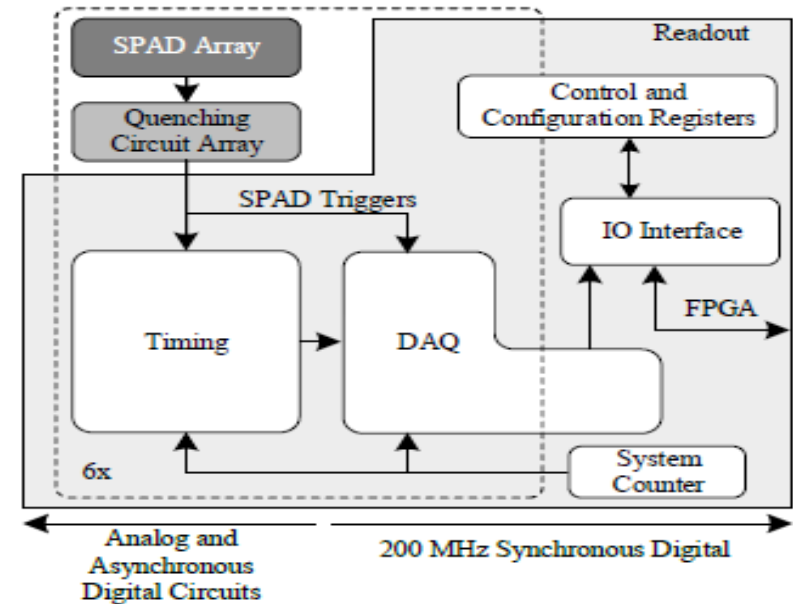 SPAD Array
Readout
Quenching
Circuit Array
Control and
Configuration Registers
SPAD Triggers
IO Interface
FPGA
Timing
DAQ
6x
System
Counter
Analog and
Asynchronous
Digital Circuits
200 MHz Synchronous Digital